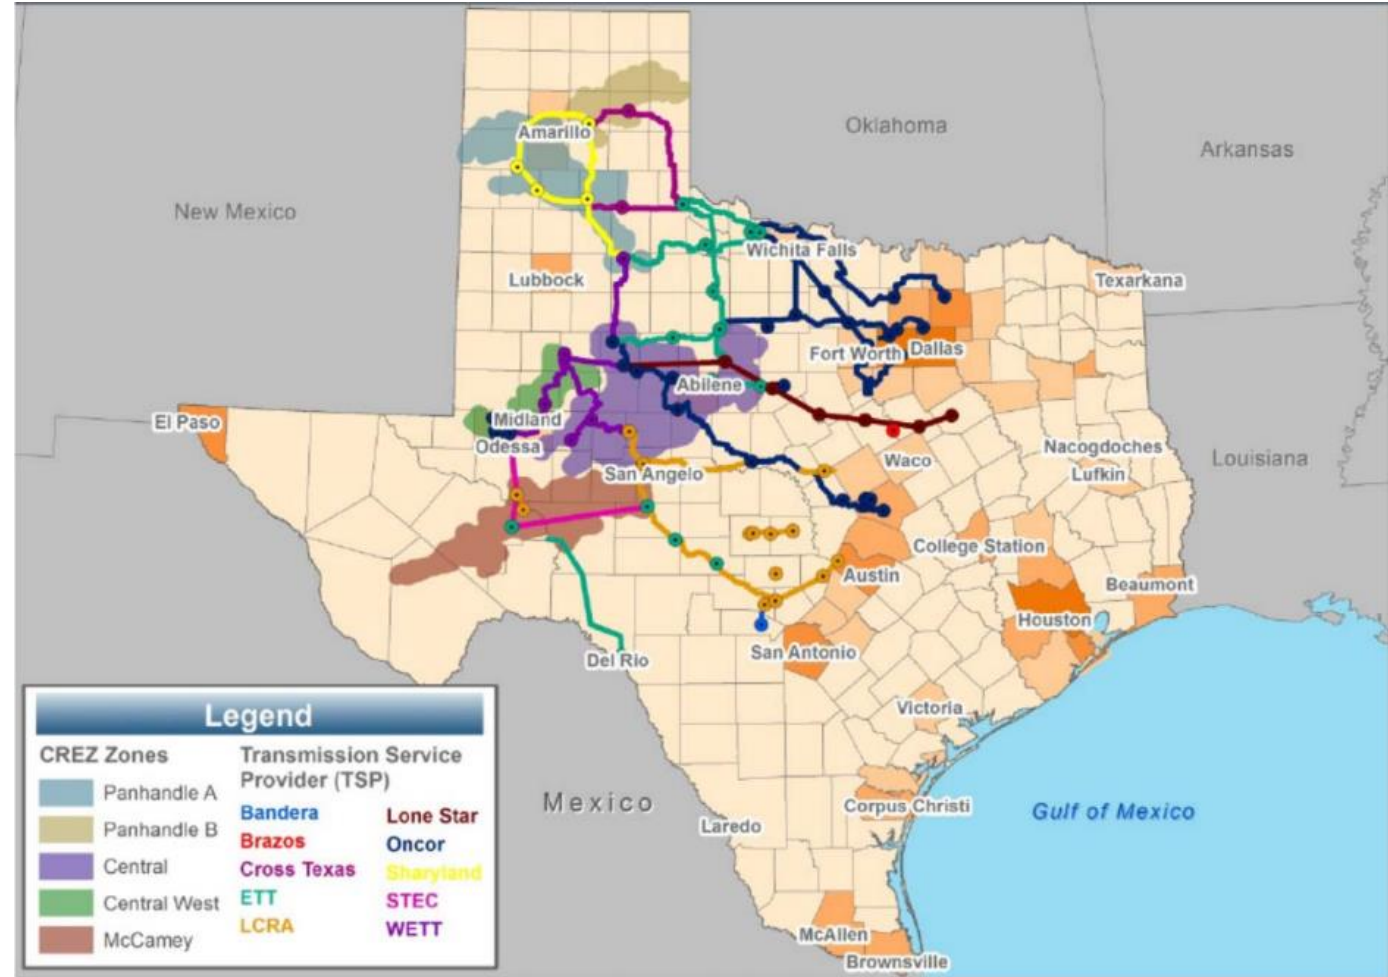 Oklahoma
Arkansas
Amarillo
New Mexico
Wichita Falls
Lubbock
Texarkana
Fort Worth
Dallas
Abilene
El Paso
Midland
Odessa
Nacogdoches
Lufkin
Waco
Louisiana
San Angelo
College Station
Austin
Beaumont
Houston
San Antonio
Del Rio
Victoria
Mexico
Corpus Christi
Gulf of Mexico
Laredo
McAllen
Brownsville
Legend
CREZ Zones
Panhandle A
Panhandle B
Central
Central West
McCamey
Transmission Service
Provider (TSP)
Bandera
Brazos
Cross Texas
ETT
LCRA
Lone Star
Oncor
Sharyland
STEC
WETT